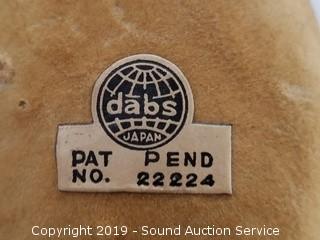 dabs
JAPAN
PAT PEND
NO. 22224
Copyright 2019 - Sound Auction Service